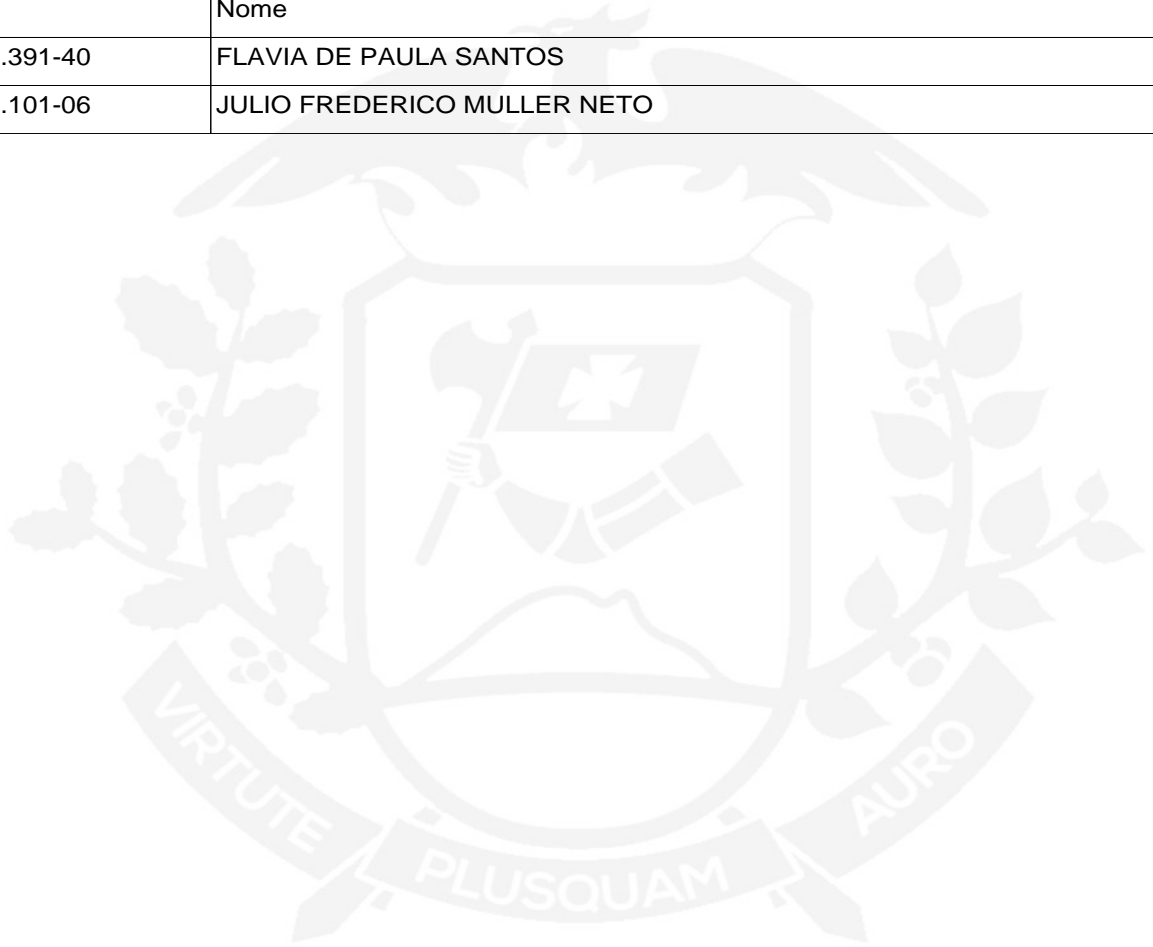 Nome
.391-40 FLAVIA DE PAULA SANTOS
.101-06 JULIO FREDERICO MULLER NETO
VIRTUTE PLUSQUAM AURO